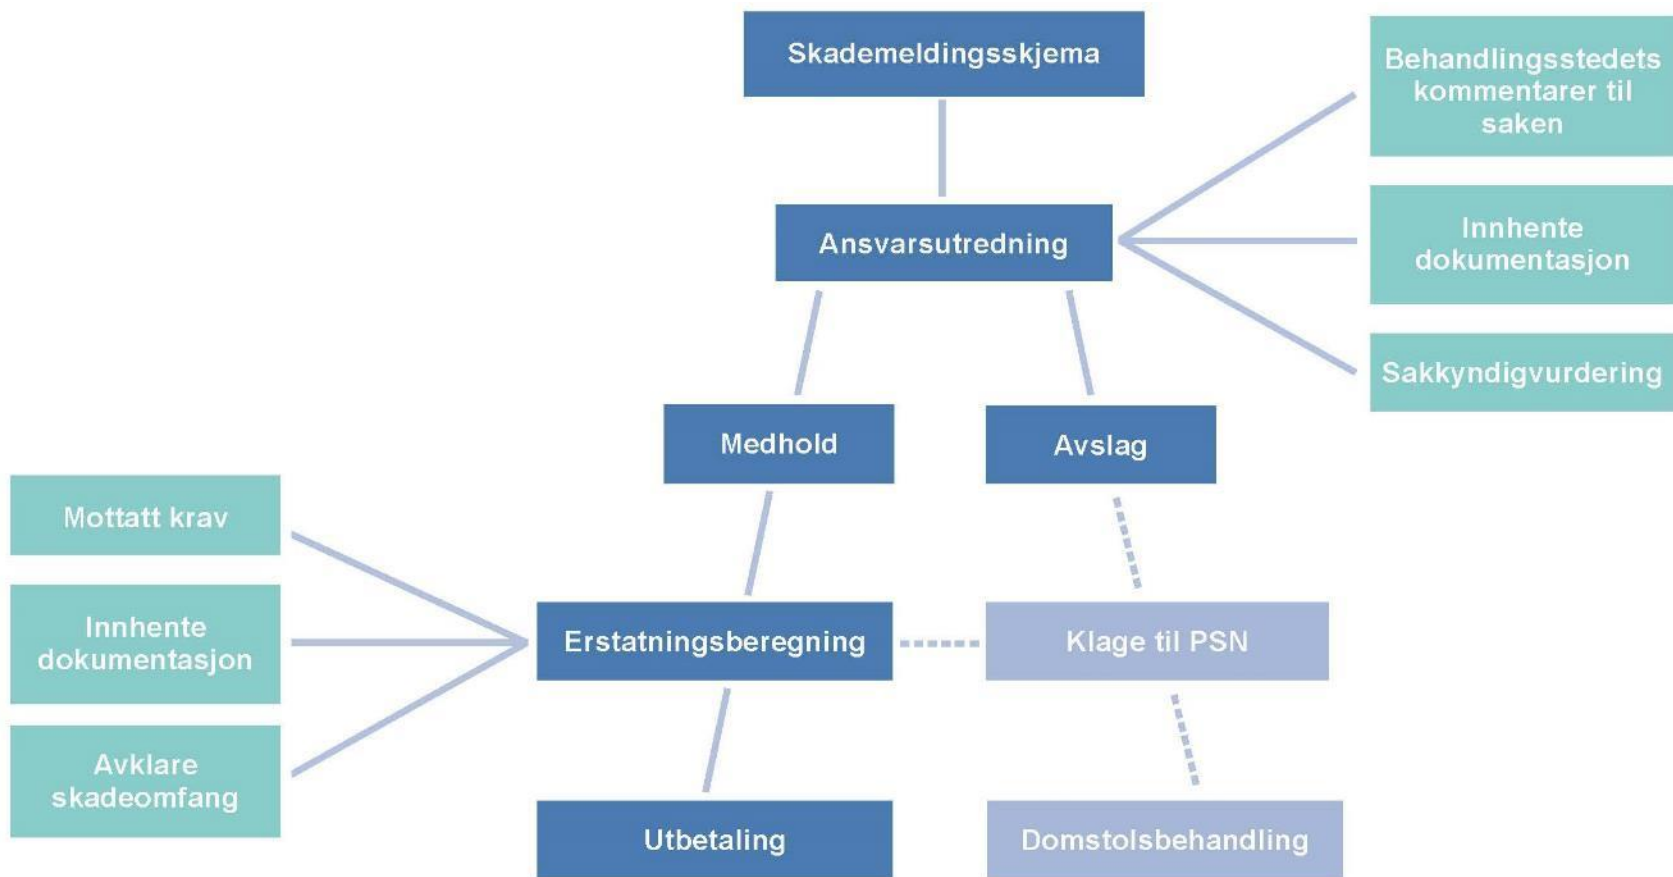 Skademeldingsskjema
Behandlingsstedets
kommentarer til
saken
Ansvarsutredning
Innhente
dokumentasjon
Sakkyndigvurdering
Medhold
Avslag
Mottatt krav
Innhente
dokumentasjon
Avklare
skadeomfang
Erstatningsberegning
Klage til PSN
Utbetaling
Domstolsbehandling